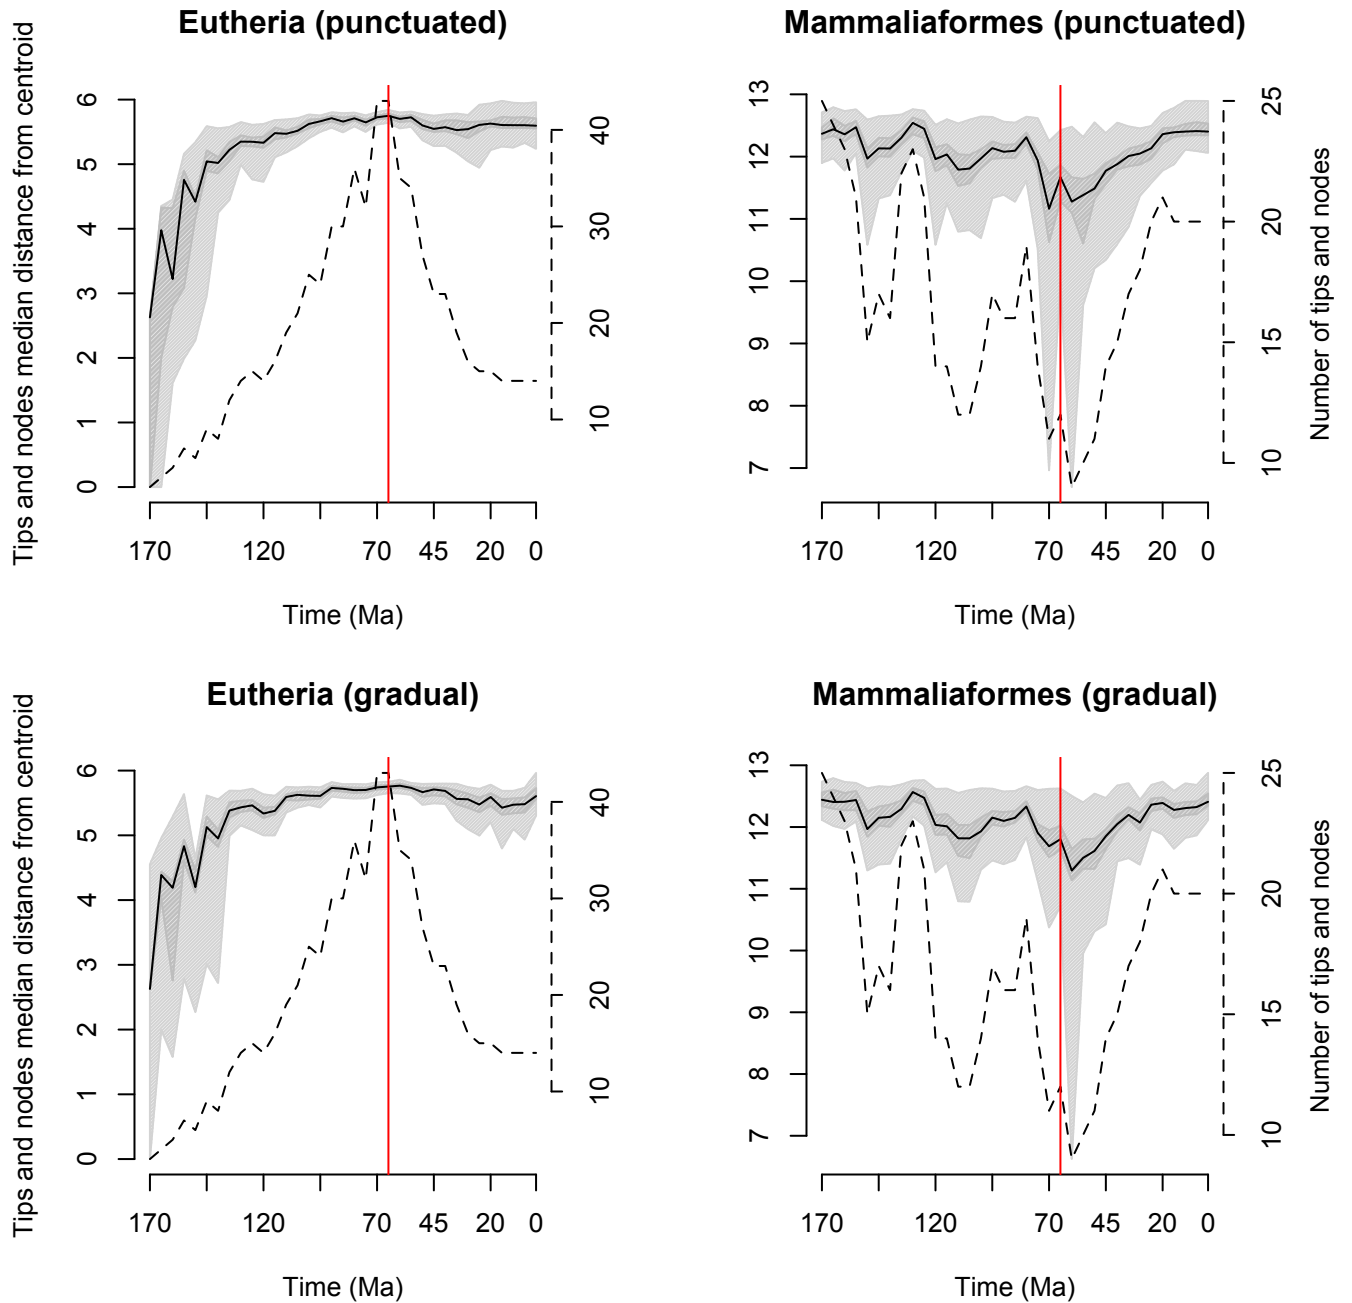 Eutheria (punctuated)
Tips and nodes median distance from centroid
0 1 2 3 4 5 6
10 20 30 40
170 120 70 45 20 0
Time (Ma)
Mammaliaformes (punctuated)
7 8 9 10 11 12 13
10 15 20 25
Number of tips and nodes
170 120 70 45 20 0
Time (Ma)
Eutheria (gradual)
Tips and nodes median distance from centroid
0 1 2 3 4 5 6
10 20 30 40
170 120 70 45 20 0
Time (Ma)
Mammaliaformes (gradual)
7 8 9 10 11 12 13
10 15 20 25
Number of tips and nodes
170 120 70 45 20 0
Time (Ma)